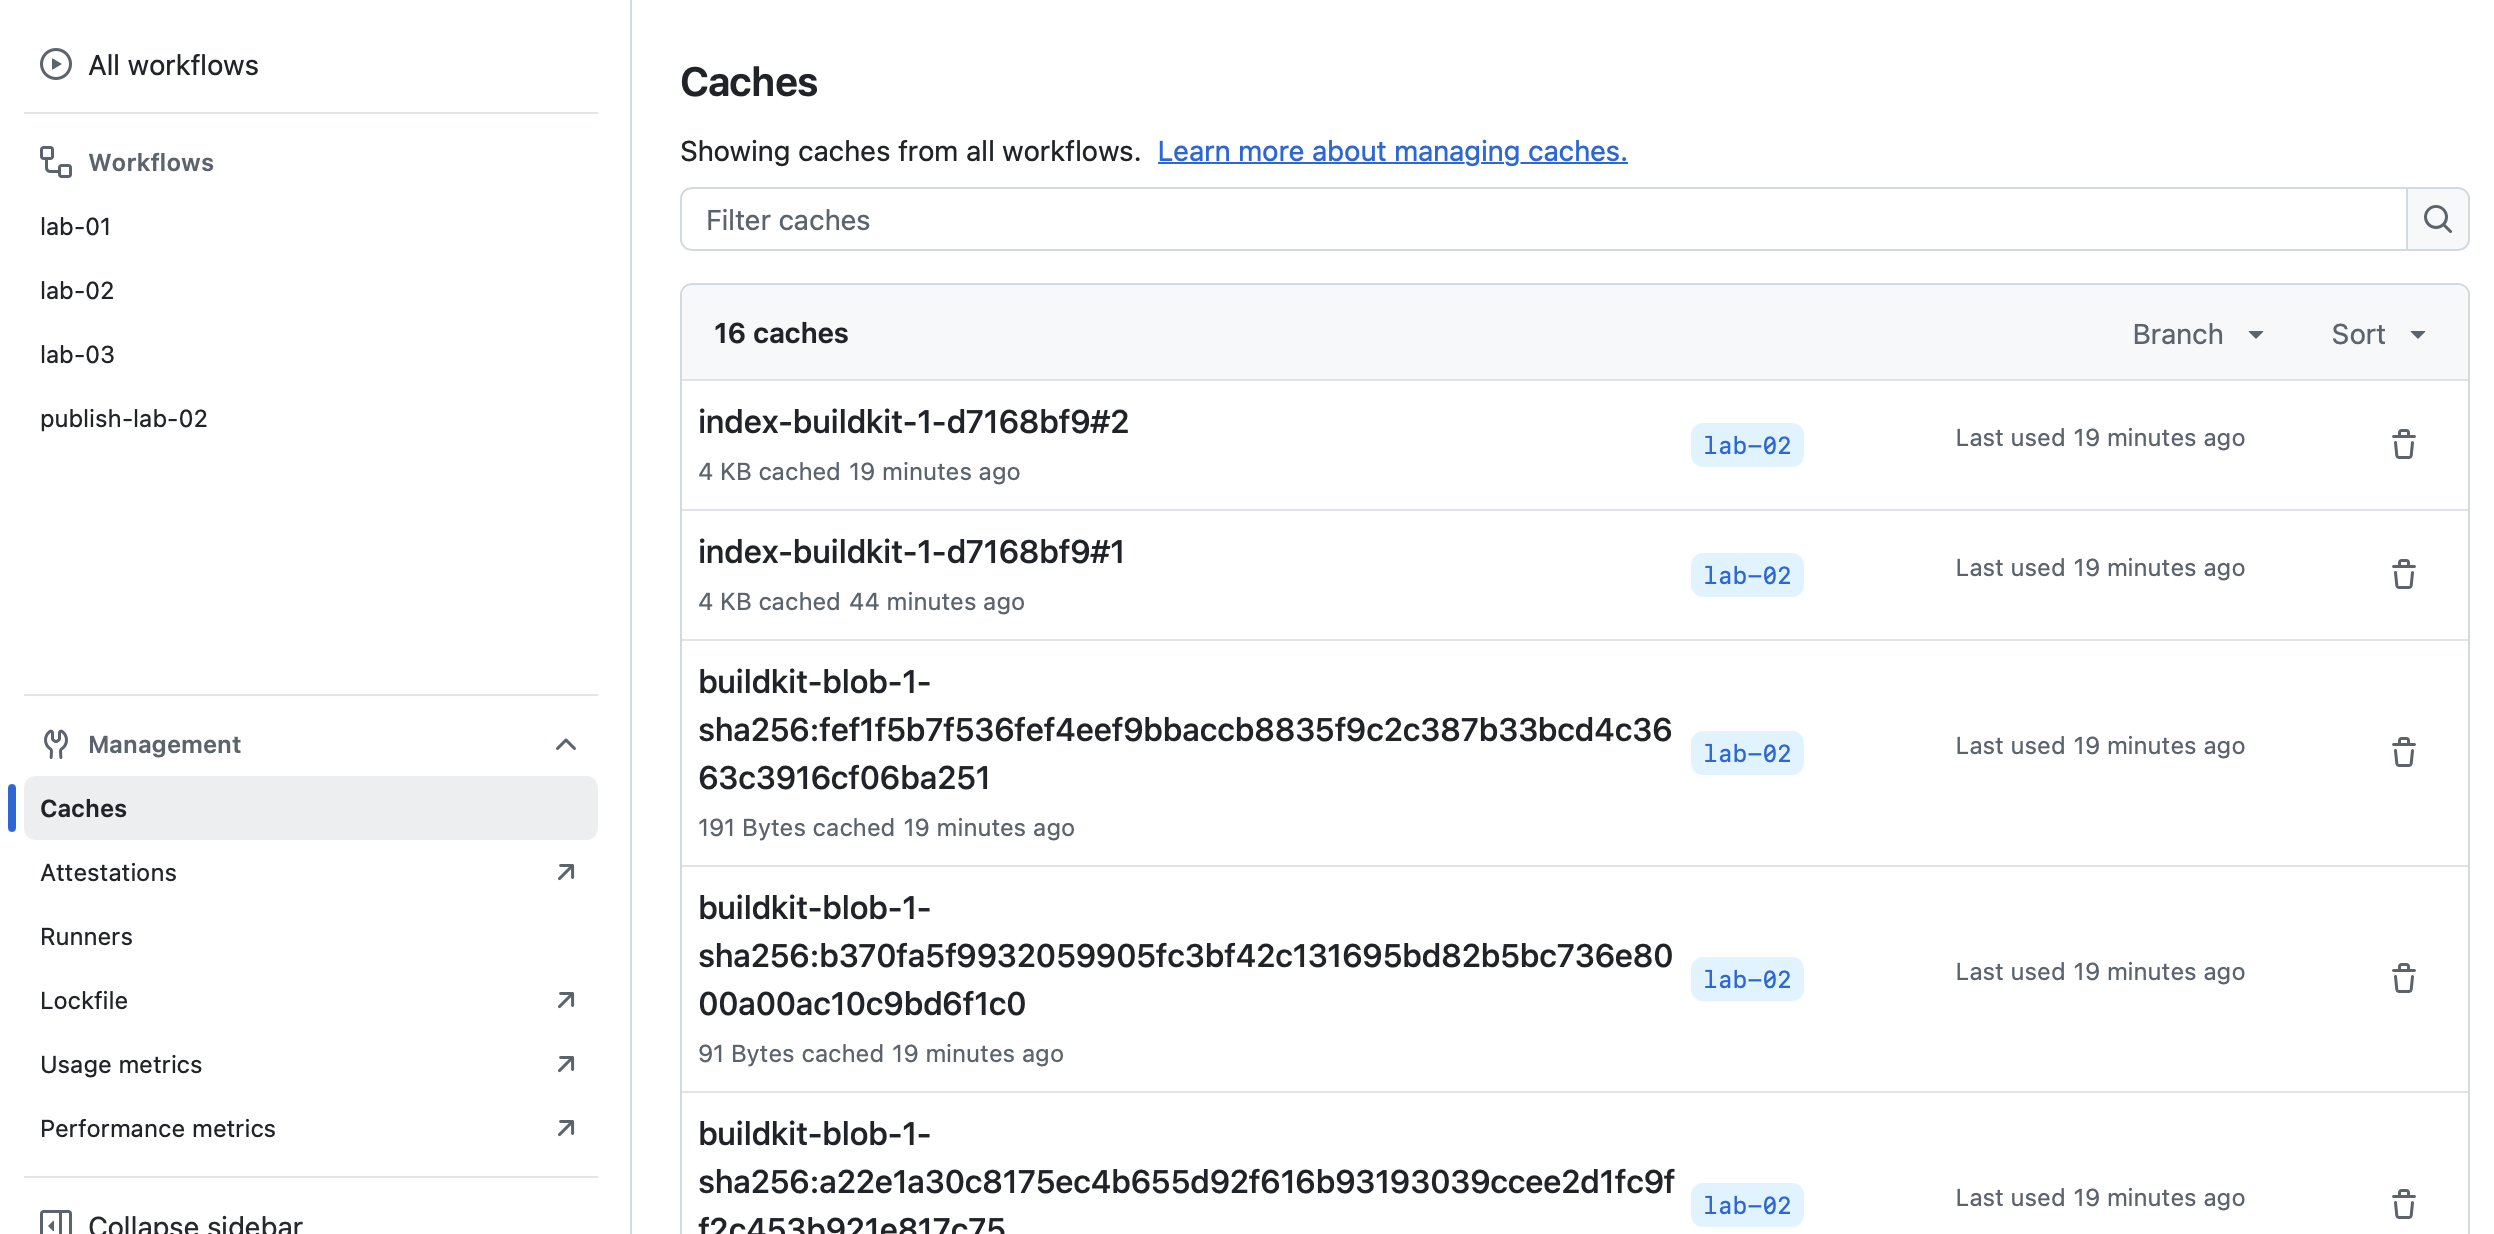 All workflows
Workflows
lab-01
lab-02
lab-03
publish-lab-02
Management
Caches
Attestations
Runners
Lockfile
Usage metrics
Performance metrics
Collapse sidebar
Caches
Showing caches from all workflows. Learn more about managing caches.
Filter caches
16 caches Branch Sort
index-buildkit-1-d7168bf9#2
4 KB cached 19 minutes ago
lab-02
Last used 19 minutes ago
index-buildkit-1-d7168bf9#1
4 KB cached 44 minutes ago
lab-02
Last used 19 minutes ago
buildkit-blob-1-
sha256:fef1f5b7f536fef4eef9bbaccb8835f9c2c387b33bcd4c36
63c3916cf06ba251
191 Bytes cached 19 minutes ago
lab-02
Last used 19 minutes ago
buildkit-blob-1-
sha256:b370fa5f9932059905fc3bf42c131695bd82b5bc736e80
00a00ac10c9bd6f1c0
91 Bytes cached 19 minutes ago
lab-02
Last used 19 minutes ago
buildkit-blob-1-
sha256:a22e1a30c8175ec4b655d92f616b93193039ccee2d1fc9f
f2c453b921e817c75
lab-02
Last used 19 minutes ago